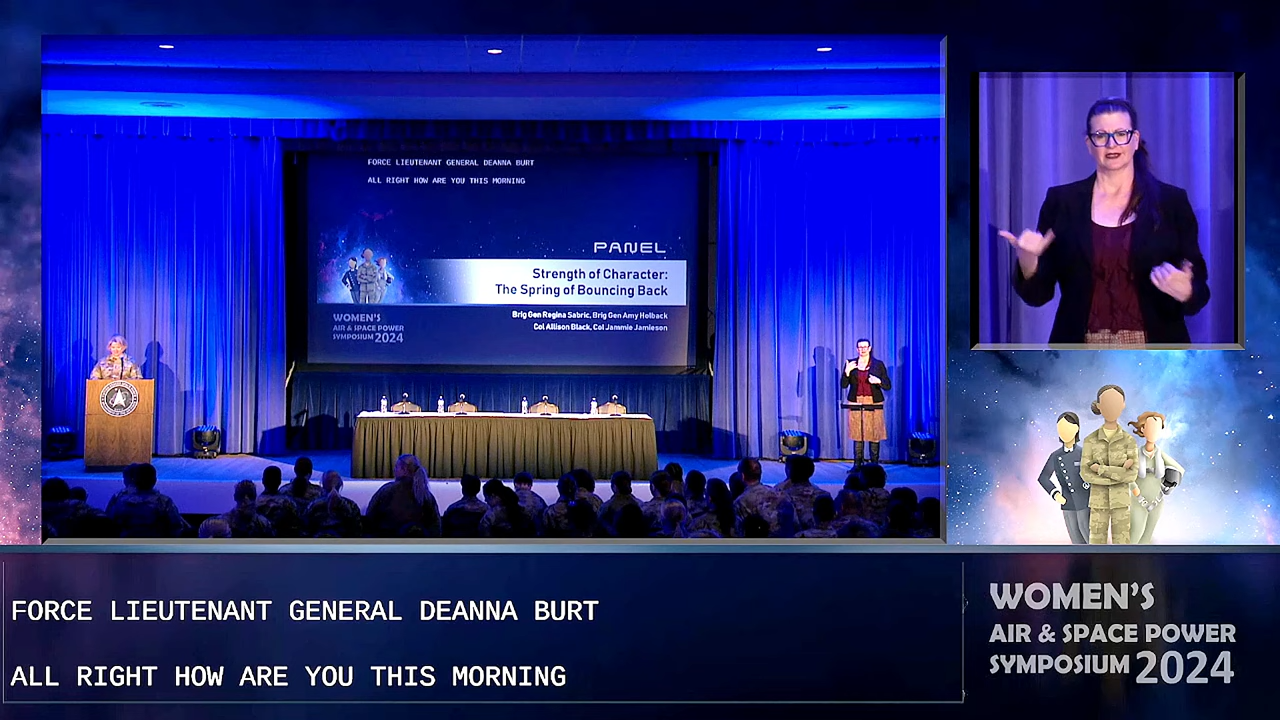 FORCE LIEUTENANT GENERAL DEANNA BURT
ALL RIGHT HOW ARE YOU THIS MORNING
PANEL
Strength of Character:
The Spring of Bouncing Back
Brig Gen Regina Sabric, Brig Gen Amy Holback
Col Allison Black, Col Jammie Jamieson
WOMEN'S
AIR & SPACE POWER
SYMPOSIUM 2024
FORCE LIEUTENANT GENERAL DEANNA BURT
ALL RIGHT HOW ARE YOU THIS MORNING
WOMEN'S
AIR & SPACE POWER
SYMPOSIUM 2024